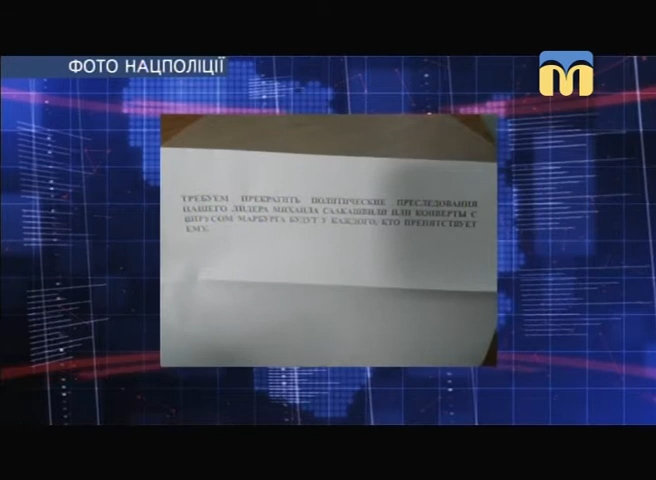 ФОТО НАЦПОЛІЦІЇ
М
ТРЕБУЕМ ПРЕКРАТИТЬ ПОЛИТИЧЕСКИЕ ПРЕСЛЕДОВАНИЯ
НАШЕГО ЛИДЕРА МИХАИЛА СААКАШВИЛИ ИЛИ КОНВЕРТЫ С
ВИРУСОМ МАРБУРГА БУДУТ У КАЖДОГО, КТО ПРЕПЯТСТВУЕТ
ЕМУ.